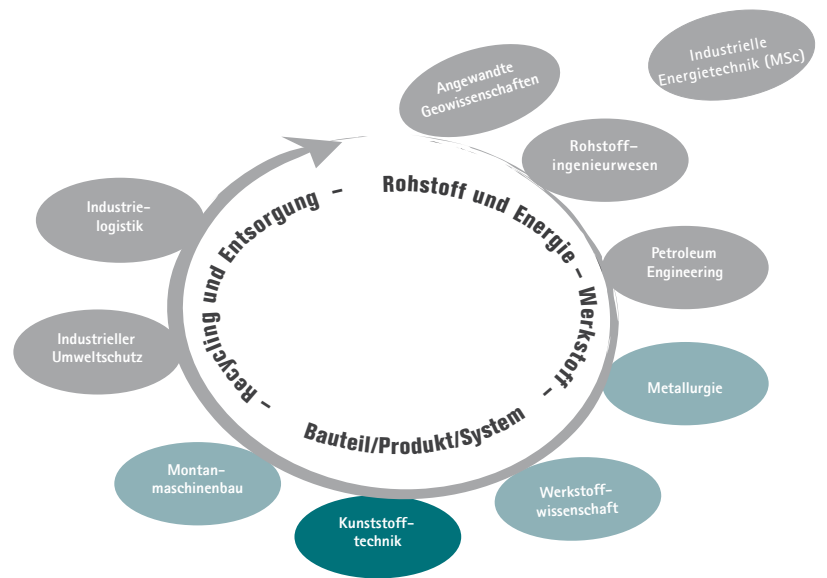 Industrielle
Energietechnik (MSc)
Angewandte
Geowissenschaften
Rohstoff-
ingenieurwesen
Petroleum
Engineering
Metallurgie
Werkstoff-
wissenschaft
Kunststoff-
technik
Montan-
maschinenbau
Industrieller
Umweltschutz
Industrie-
logistik
Rohstoff und Energie – Werkstoff –
Bauteil/Produkt/System
– Recycling und Entsorgung –